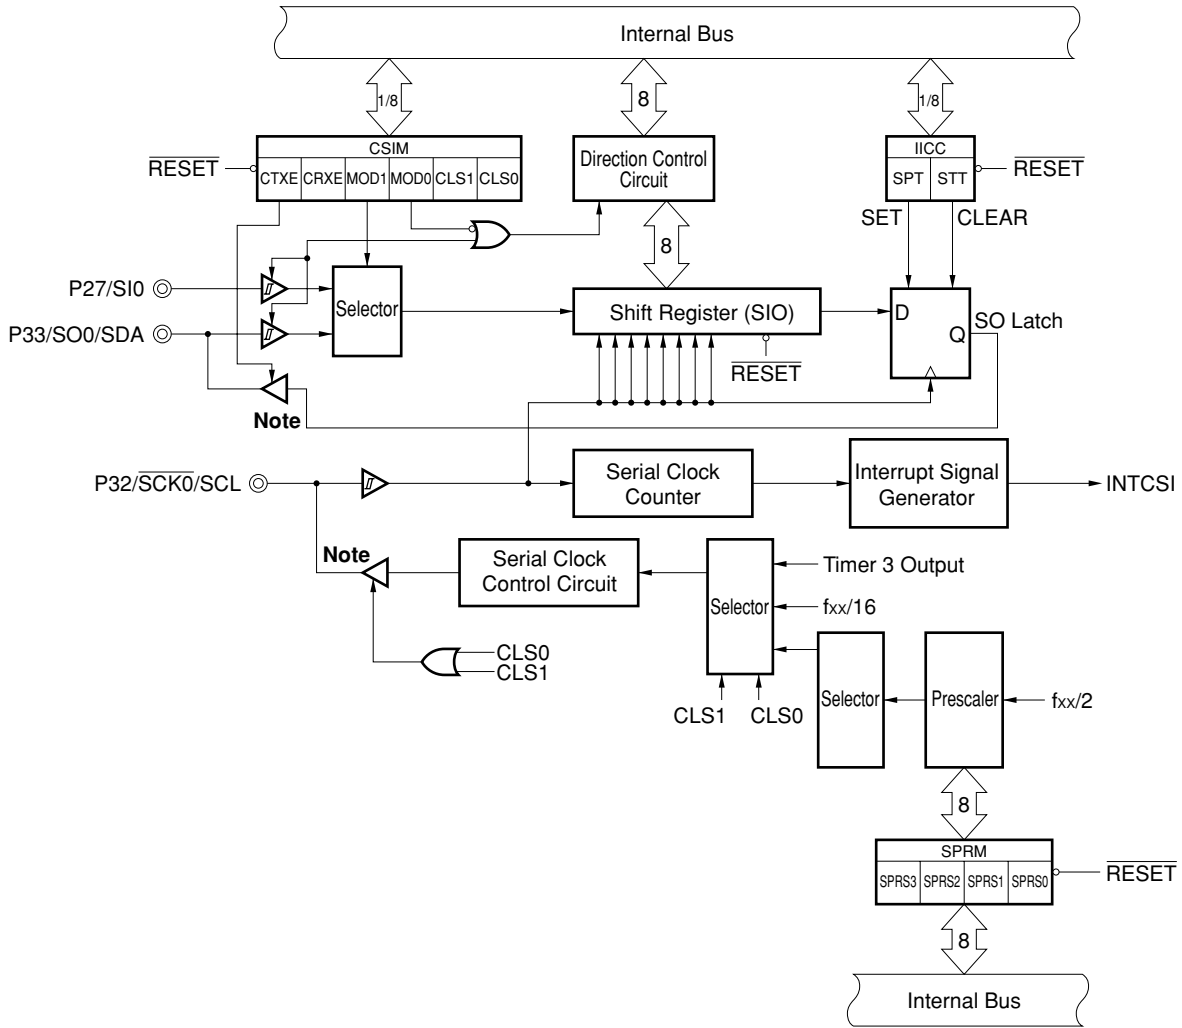 Internal Bus
1/8
8
1/8
CSIM
CTXE CRXE MOD1 MOD0 CLS1 CLS0
RESET
Direction Control
Circuit
IICC
SPT STT
RESET
SET
CLEAR
8
P27/SI0
P33/SO0/SDA
Selector
Shift Register (SIO)
RESET
D
Q
SO Latch
Note
P32/SCK0/SCL
Serial Clock
Counter
Interrupt Signal
Generator
INTCSI
Note
Serial Clock
Control Circuit
Selector
Timer 3 Output
fxx/16
CLS0
CLS1
CLS1
CLS0
Selector
Prescaler
fxx/2
8
SPRM
SPRS3 SPRS2 SPRS1 SPRS0
RESET
8
Internal Bus